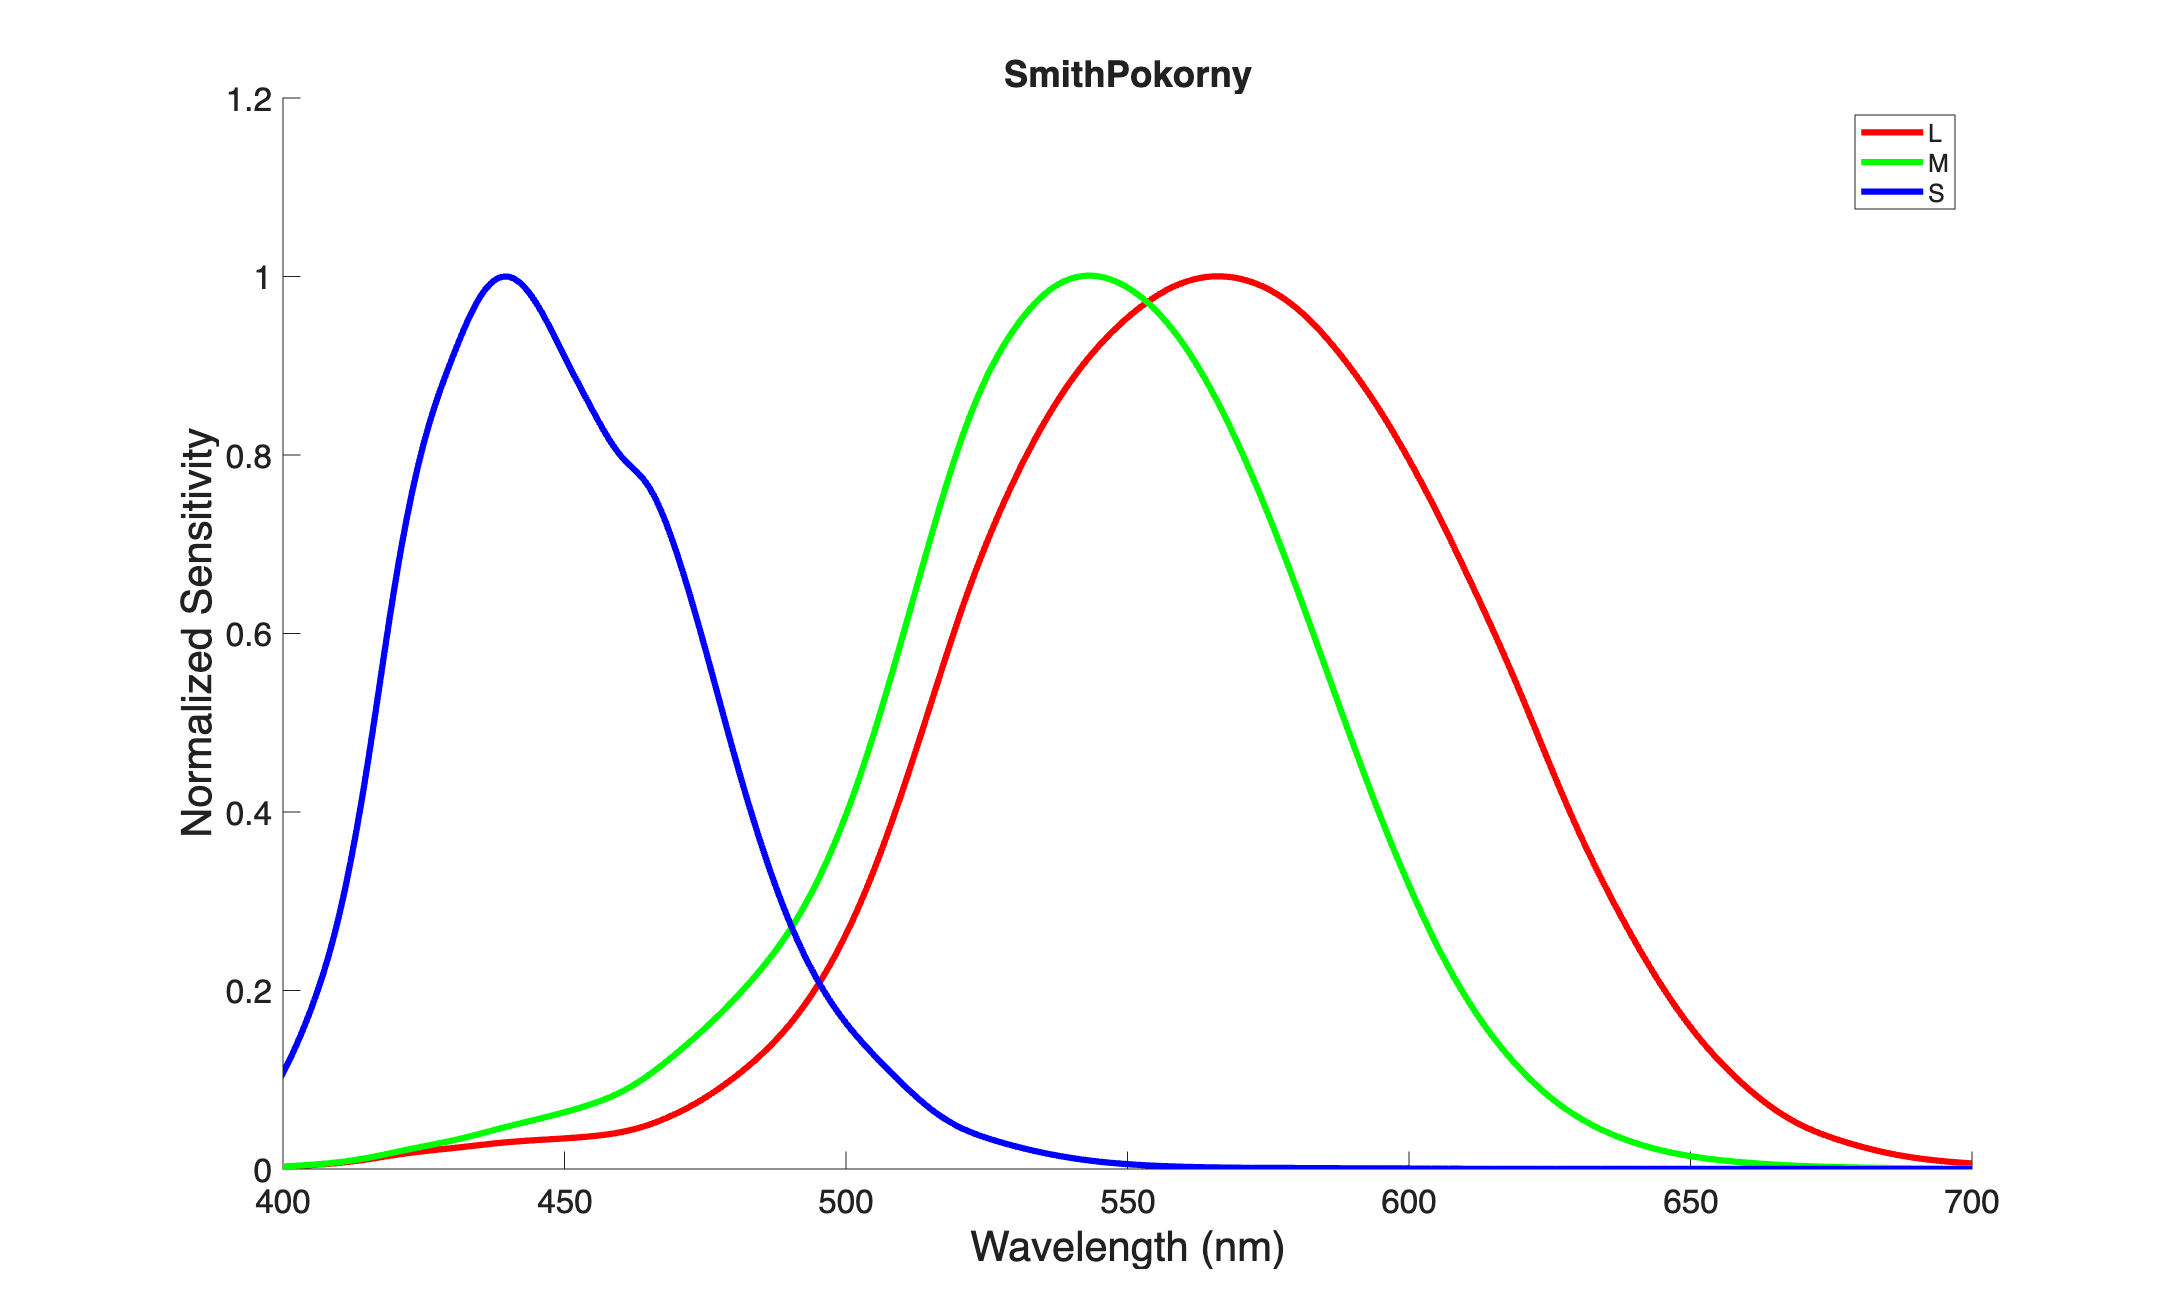 SmithPokorny
1.2
1
0.8
0.6
0.4
0.2
0
Normalized Sensitivity
400 450 500 550 600 650 700
Wavelength (nm)
L
M
S